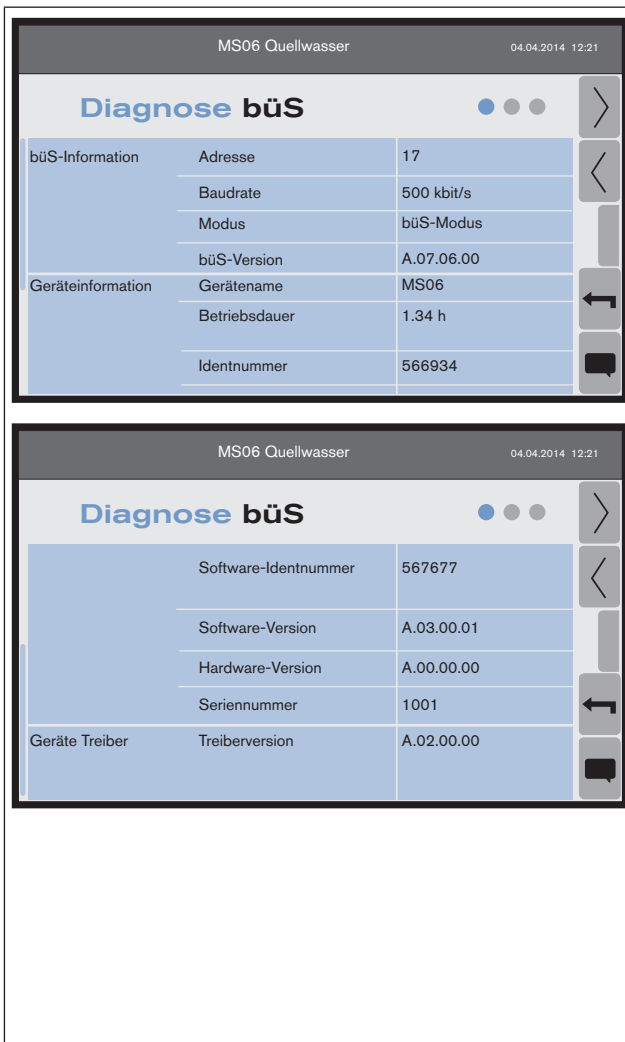 MS06 Quellwasser 04.04.2014 12:21
Diagnose büS
büS-Information Adresse 17
Baudrate 500 kbit/s
Modus büS-Modus
büS-Version A.07.06.00
Geräteinformation Gerätename MS06
Betriebsdauer 1.34 h
Identnummer 566934
MS06 Quellwasser 04.04.2014 12:21
Diagnose büS
Software-Identnummer 567677
Software-Version A.03.00.01
Hardware-Version A.00.00.00
Seriennummer 1001
Geräte Treiber Treiberversion A.02.00.00